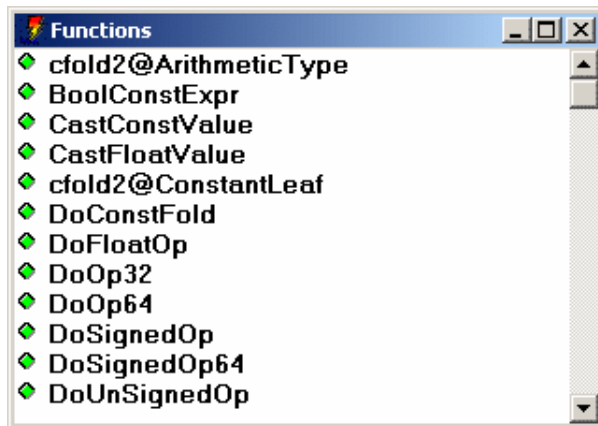 Functions
cfold2@ArithmeticType
BoolConstExpr
CastConstValue
CastFloatValue
cfold2@ConstantLeaf
DoConstFold
DoFloatOp
DoOp32
DoOp64
DoSignedOp
DoSignedOp64
DoUnSignedOp